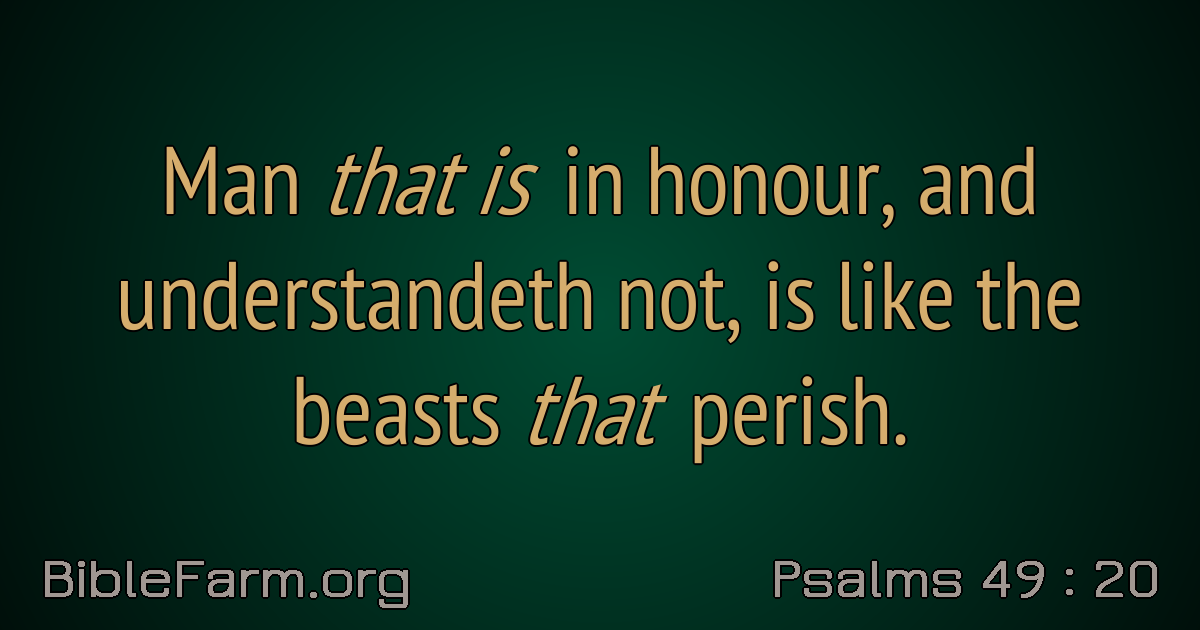 Man that is in honour, and
understandeth not, is like the
beasts that perish.
BibleFarm.org
Psalms 49 : 20